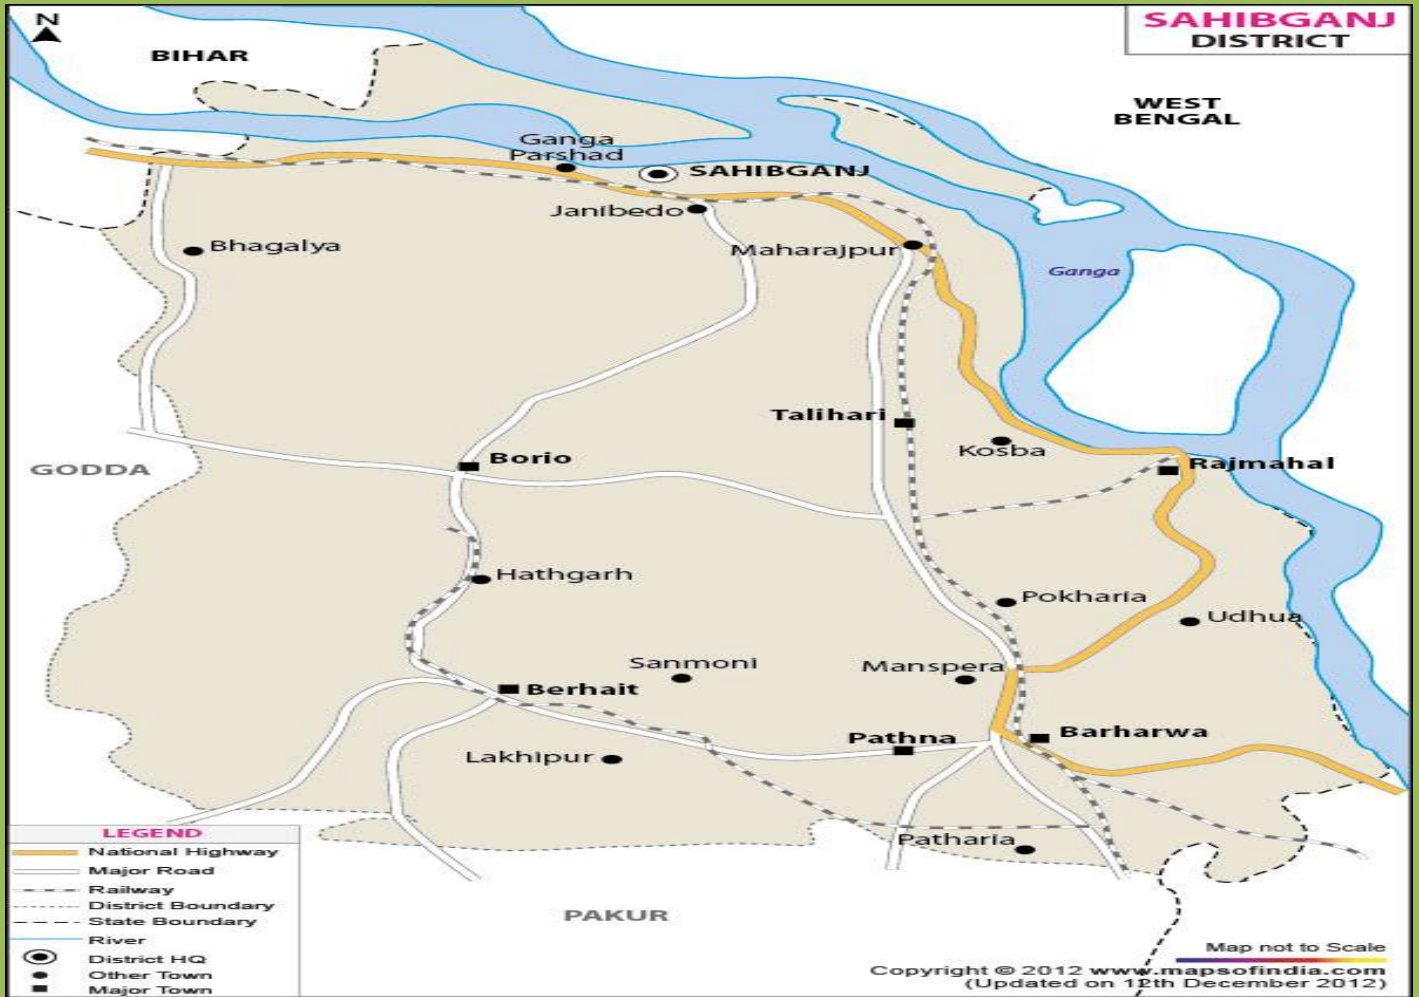 N
SAHIBGANJ
DISTRICT
BIHAR
WEST
BENGAL
Ganga
Parshad
SAHIBGANJ
Janibedo
Bhagalya
Maharajpur
Ganga
Talihari
Kosba
Borio
Rajmahal
GODDA
Hathgarh
Pokharia
Udhua
Sanmoni
Manspera
Berhait
Barharwa
Pathna
Lakhipur
Patharia
LEGEND
National Highway
Major Road
Railway
District Boundary
State Boundary
River
District HQ
Other Town
Major Town
PAKUR
Map not to Scale
Copyright © 2012 www.mapsofindia.com
(Updated on 12th December 2012)